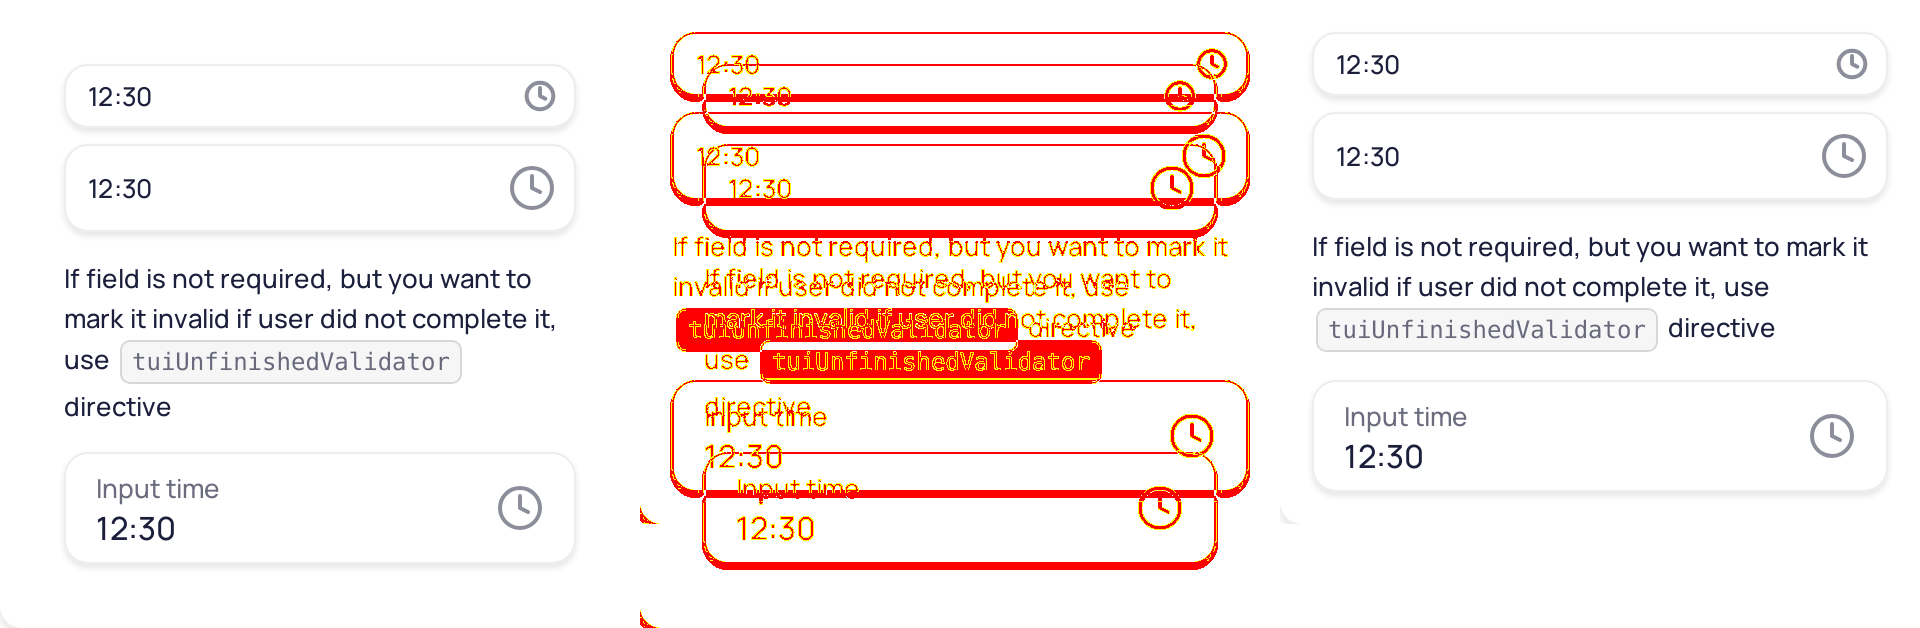 12:30
12:30
If field is not required, but you want to
mark it invalid if user did not complete it,
use tuiUnfinishedValidator
directive
Input time
12:30
12:30
12:30
12:30
12:30
If field is not required, but you want to mark it
If field is not required, but you want to
invalid if user did not complete it, use
mark it invalid if user did not complete it,
tuiUnfinishedValidator directive
use tuiUnfinishedValidator
directive
Input time
12:30
Input time
12:30
12:30
12:30
If field is not required, but you want to mark it
invalid if user did not complete it, use
tuiUnfinishedValidator directive
Input time
12:30